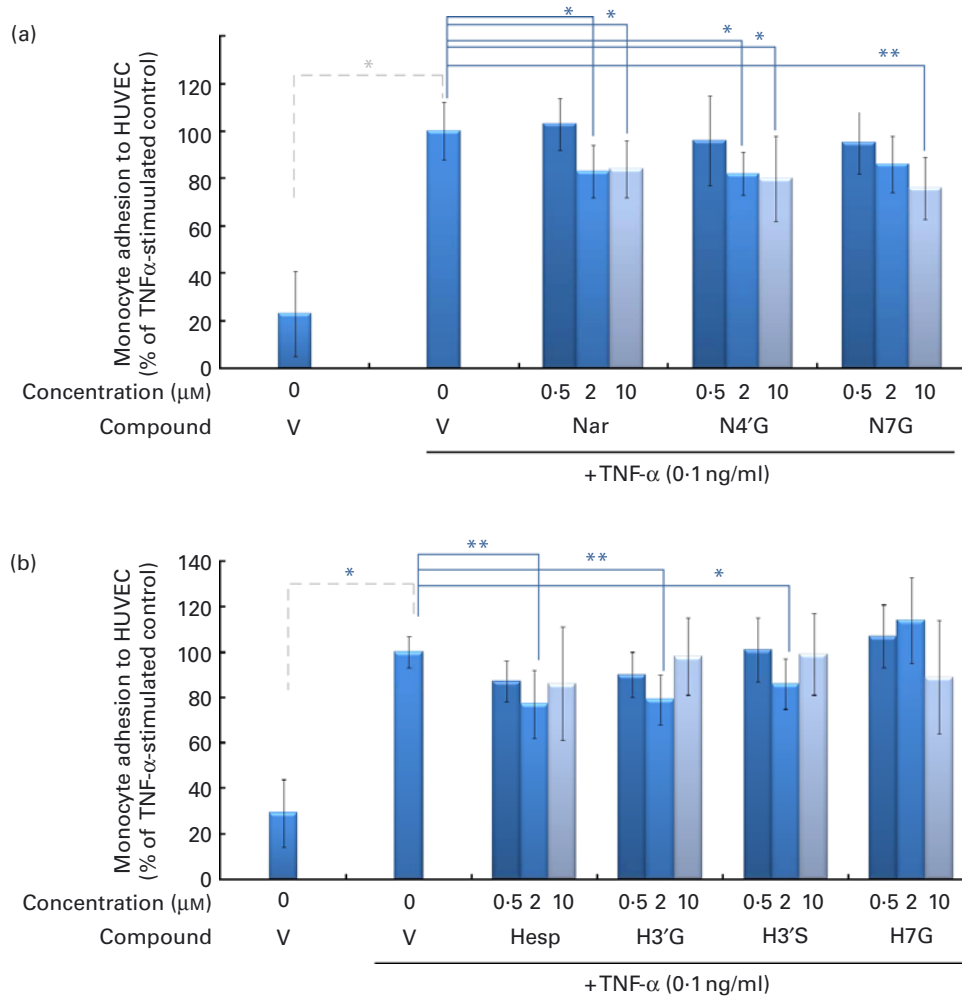 (a)
Monocyte adhesion to HUVEC
(% of TNFα-stimuulated control)
120
100
80
60
40
20
0
*
* *
* *
**
Concentration (μM) 0 0 0·5 2 10 0·5 2 10 0·5 2 10
Compound V V Nar N4′G N7G
+TNF-α (0·1 ng/ml)
(b)
Monocyte adhesion to HUVEC
(% of TNF-α-stimulated control)
140
120
100
80
60
40
20
0
*
**
**
*
Concentration (μM) 0 0 0·5 2 10 0·5 2 10 0·5 2 10 0·5 2 10
Compound V V Hesp H3′G H3′S H7G
+TNF-α (0·1 ng/ml)